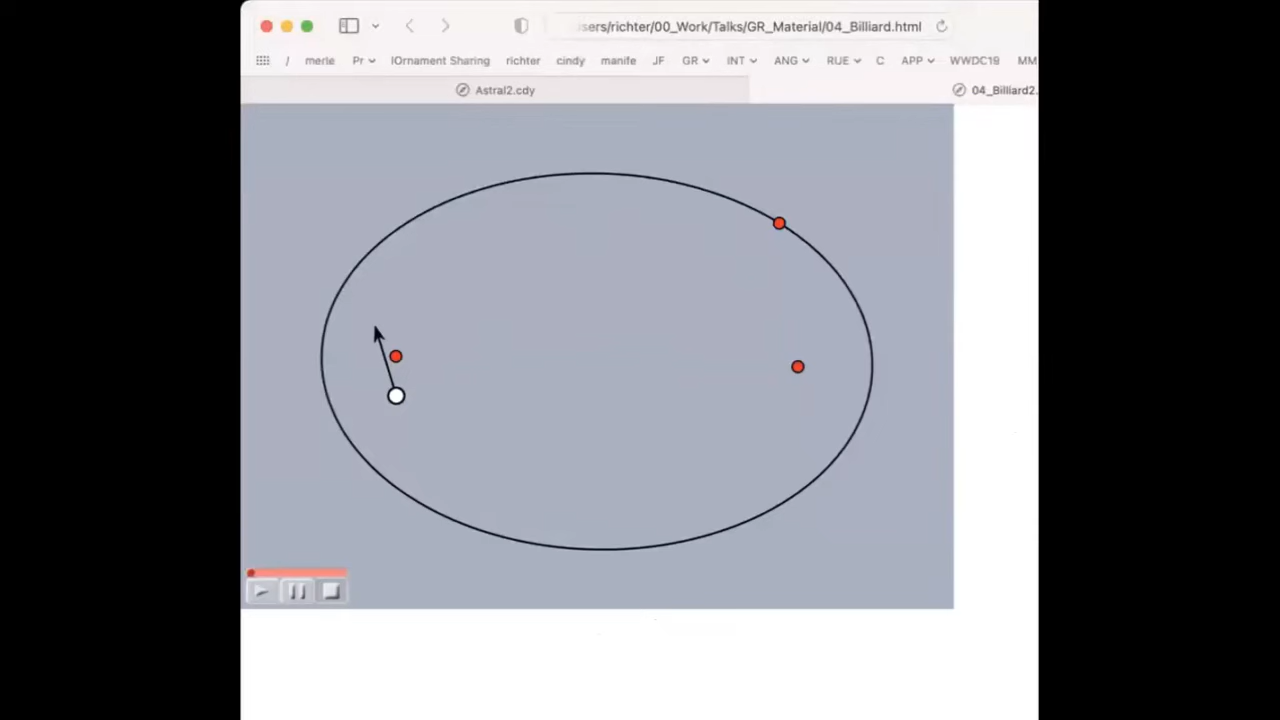 sers/richter/00_Work/Talks/GR_Material/04_Billiard.html
/ merle Pr IOrnament Sharing richter cindy manife JF GR INT ANG RUE C APP WWDC19 MM
Astral2.cdy 04_Billiard2.